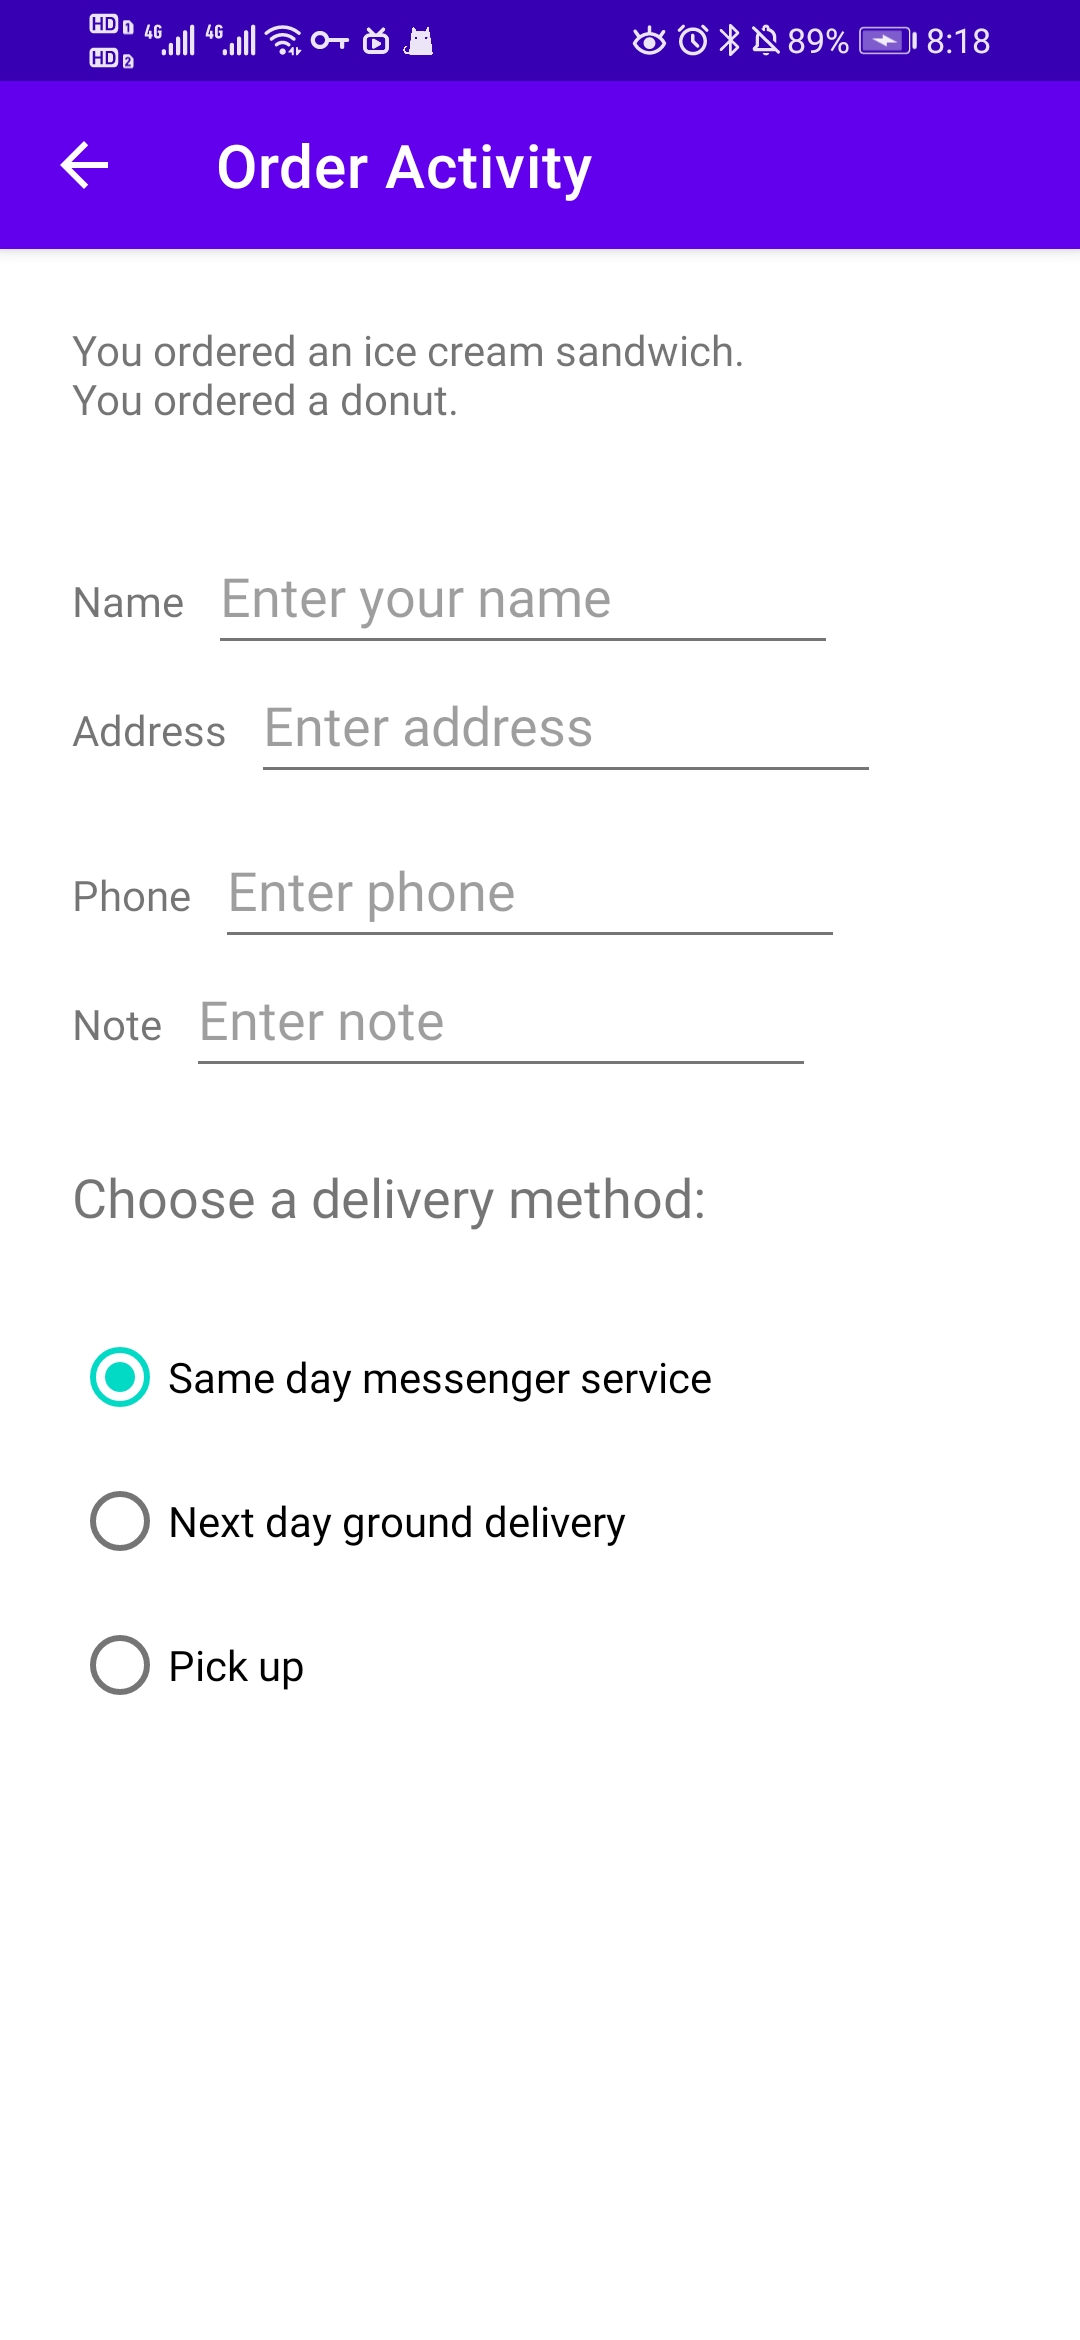 HD 1 4G 4G 89% 8:18
HD 2
Order Activity
You ordered an ice cream sandwich.
You ordered a donut.
Name Enter your name
Address Enter address
Phone Enter phone
Note Enter note
Choose a delivery method:
Same day messenger service
Next day ground delivery
Pick up